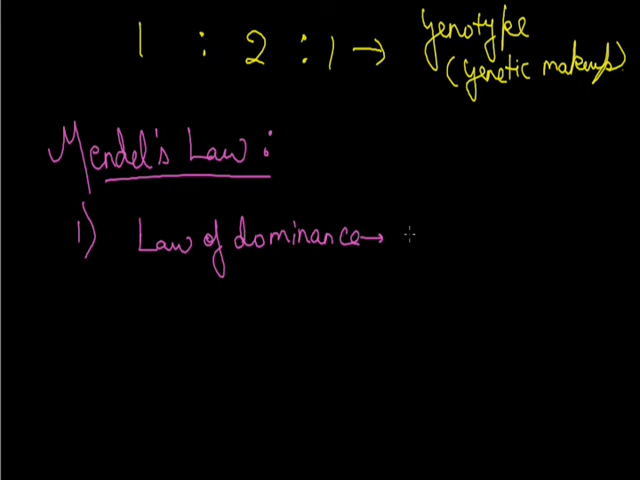 1 : 2 : 1 → genotype
(genetic makeup)
Mendel's Law :
1) Law of dominance →